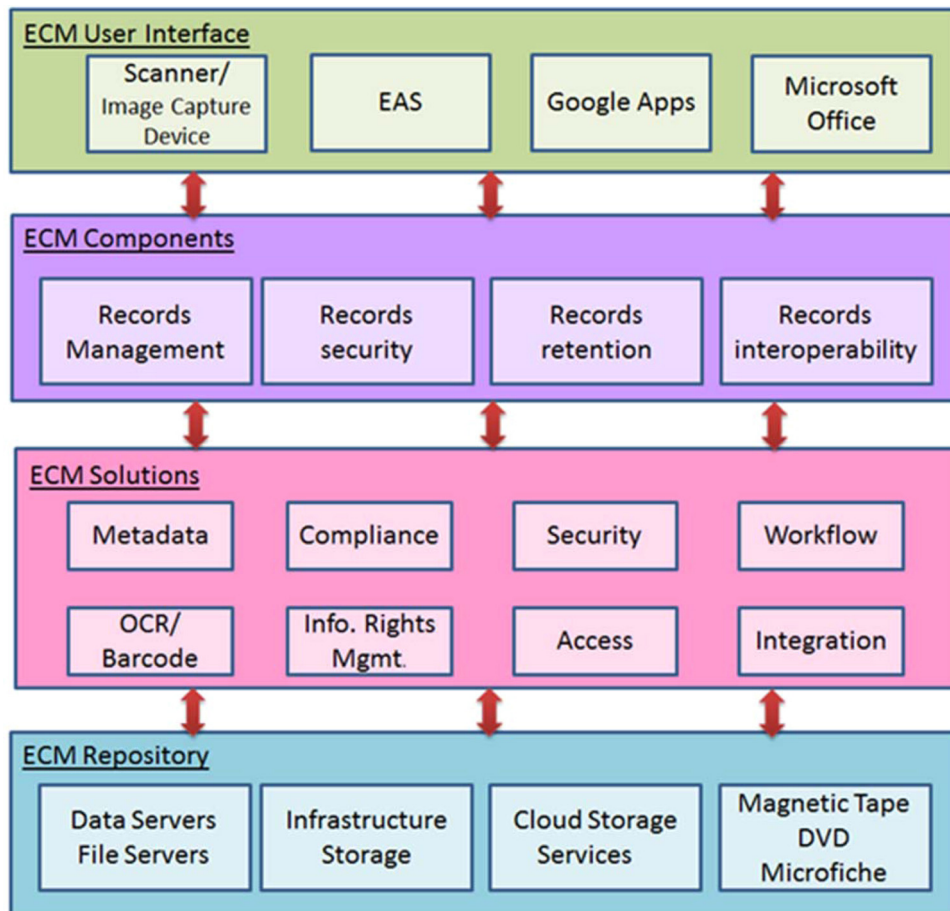 ECM User Interface
Scanner/
Image Capture
Device
EAS
Google Apps
Microsoft
Office
ECM Components
Records
Management
Records
security
Records
retention
Records
interoperability
ECM Solutions
Metadata
Compliance
Security
Workflow
OCR/
Barcode
Info. Rights
Mgmt.
Access
Integration
ECM Repository
Data Servers
File Servers
Infrastructure
Storage
Cloud Storage
Services
Magnetic Tape
DVD
Microfiche